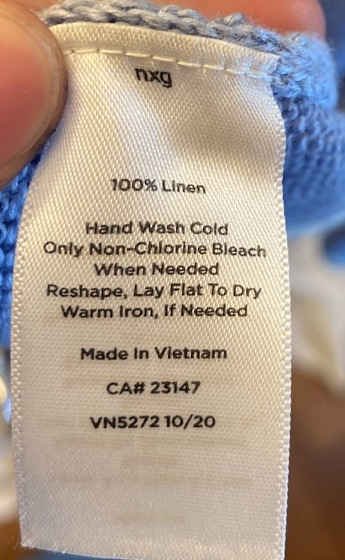 nxg
100% Linen
Hand Wash Cold
Only Non-Chlorine Bleach
When Needed
Reshape, Lay Flat To Dry
Warm Iron, If Needed
Made In Vietnam
CA# 23147
VN5272 10/20